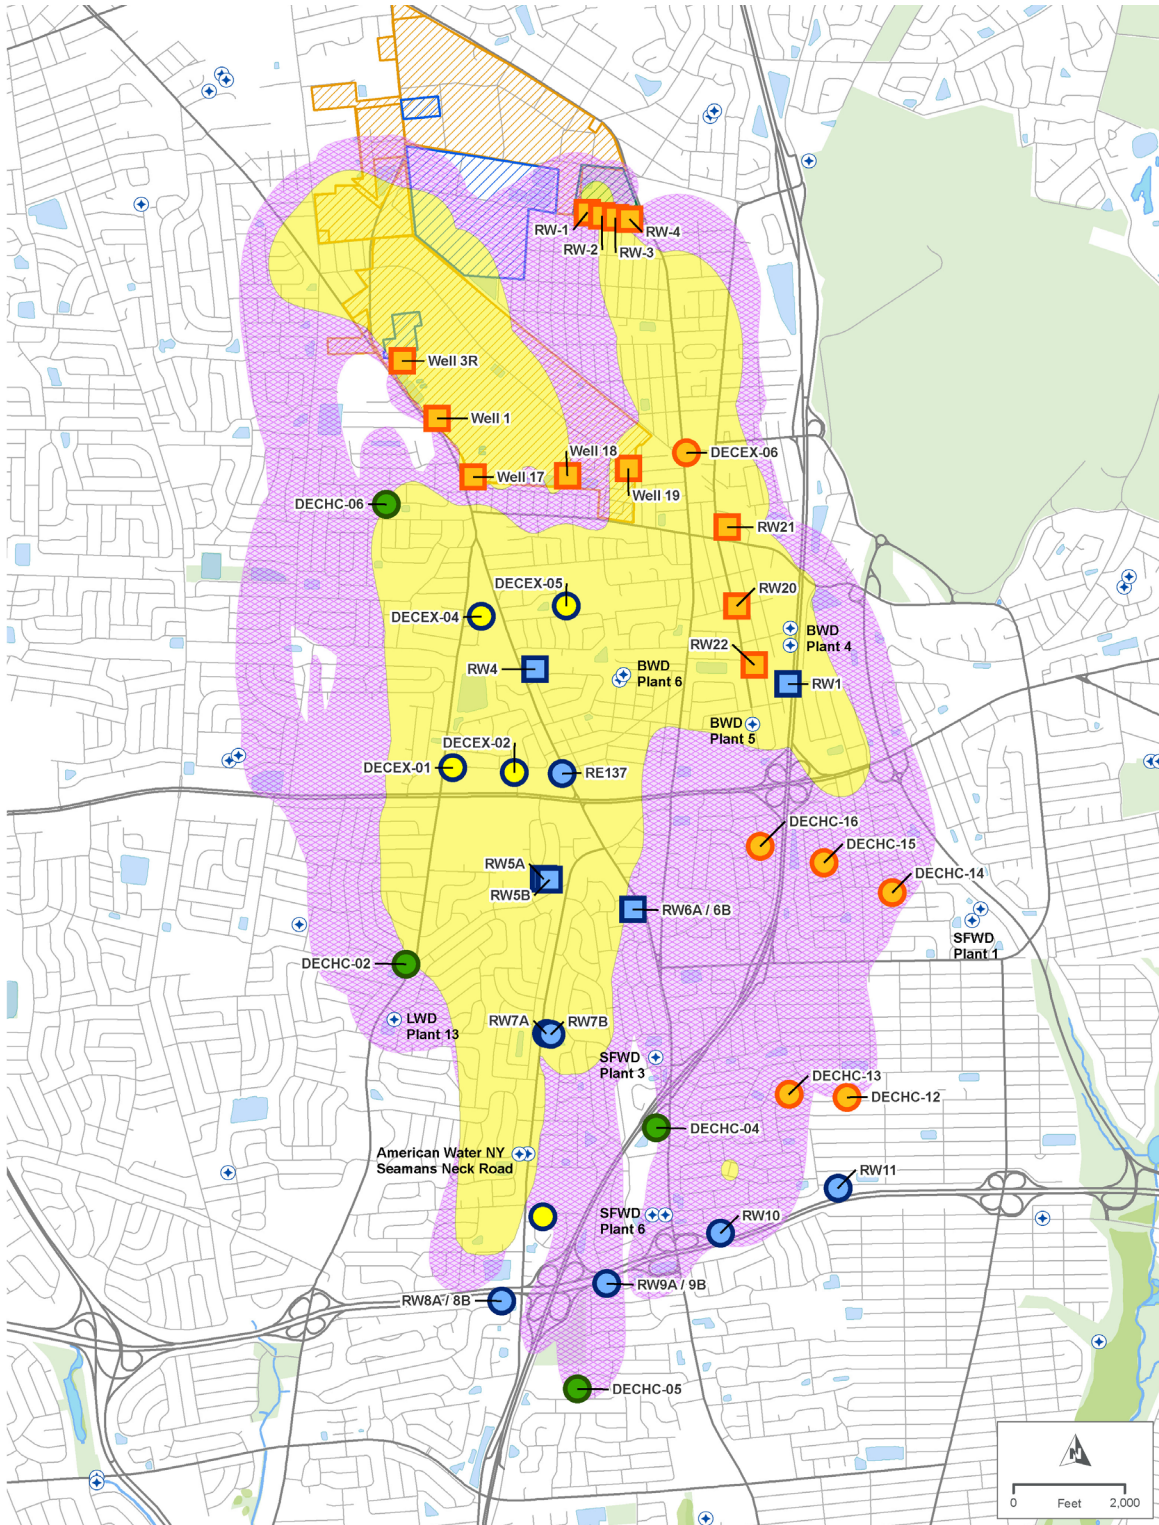 RW-1
RW-4
RW-2
RW-3
Well 3R
Well 1
Well 18
DECEX-06
Well 17
Well 19
DECHC-06
RW21
DECEX-05
RW20
DECEX-04
BWD
Plant 4
RW22
RW4
BWD
Plant 6
RW1
BWD
Plant 5
DECEX-02
DECEX-01
RE137
DECHC-16
DECHC-15
RW5A
DECHC-14
RW5B
RW6A / 6B
SFWD
Plant 1
DECHC-02
LWD
Plant 13
RW7A
RW7B
SFWD
Plant 3
DECHC-13
DECHC-12
DECHC-04
American Water NY
Seamans Neck Road
RW11
SFWD
Plant 6
RW10
RW9A / 9B
RW8A / 8B
DECHC-05
N
0 Feet 2,000